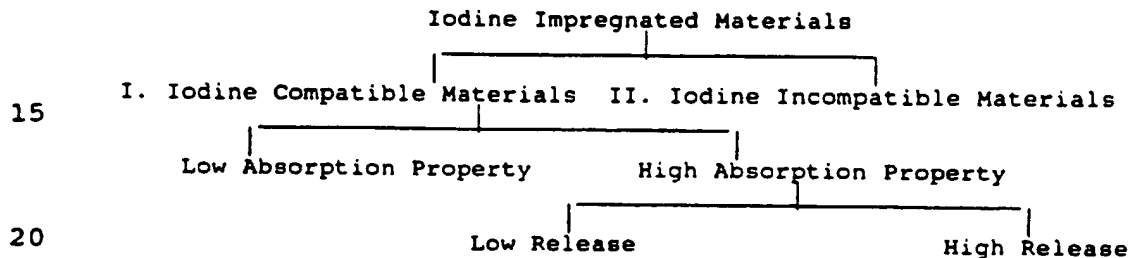 Iodine Impregnated Materials
15 I. Iodine Compatible Materials II. Iodine Incompatible Materials
Low Absorption Property High Absorption Property
20 Low Release High Release